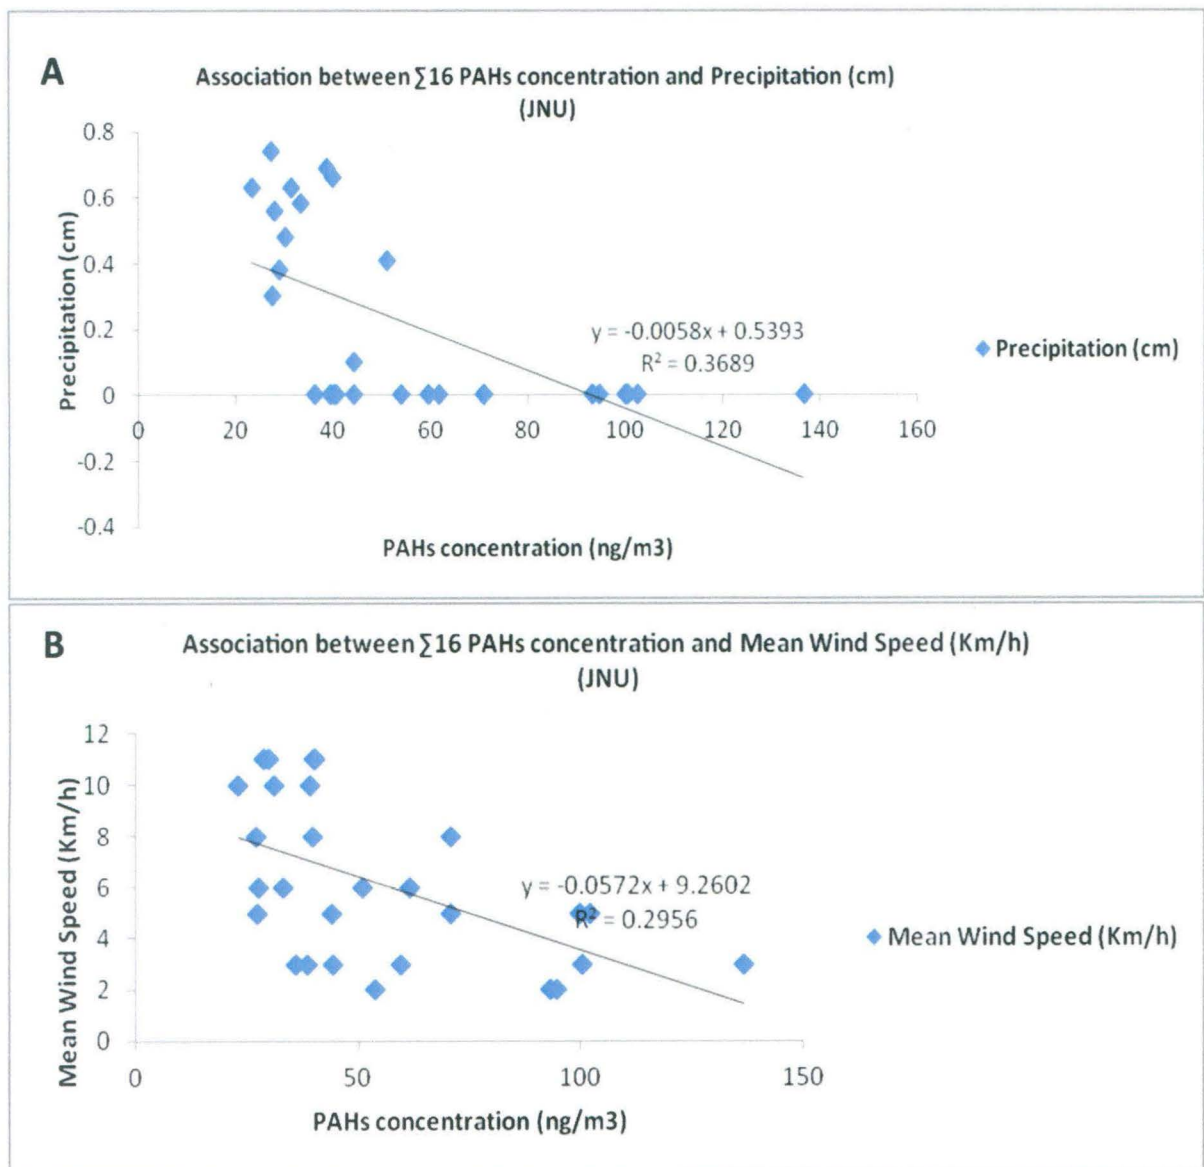 A
Association between ∑16 PAHs concentration and Precipitation (cm)
(JNU)
Precipitation (cm)
0.8
0.6
0.4
0.2
0
-0.2
-0.4
0 20 40 60 80 100 120 140 160
y = -0.0058x + 0.5393
R² = 0.3689
Precipitation (cm)
PAHs concentration (ng/m3)
B
Association between ∑16 PAHs concentration and Mean Wind Speed (Km/h)
(JNU)
Mean Wind Speed (Km/h)
12
10
8
6
4
2
0
0 50 100 150
y = -0.0572x + 9.2602
R² = 0.2956
Mean Wind Speed (Km/h)
PAHs concentration (ng/m3)